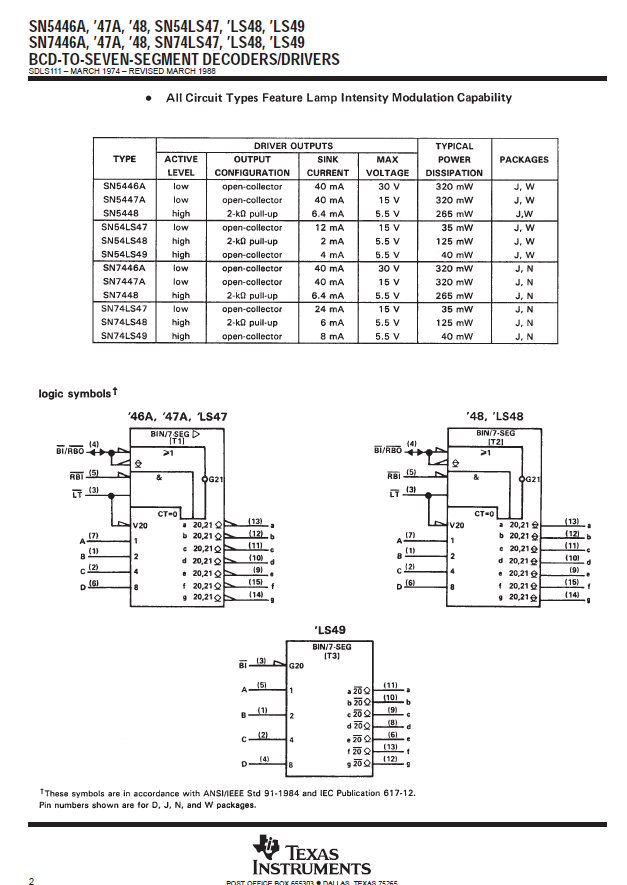 SN5446A, '47A, '48, SN54LS47, 'LS48, 'LS49
SN7446A, '47A, '48, SN74LS47, 'LS48, 'LS49
BCD-TO-SEVEN-SEGMENT DECODERS/DRIVERS
SDLS111 – MARCH 1974 – REVISED MARCH 1988
• All Circuit Types Feature Lamp Intensity Modulation Capability
DRIVER OUTPUTS TYPICAL
TYPE ACTIVE OUTPUT SINK MAX POWER PACKAGES
LEVEL CONFIGURATION CURRENT VOLTAGE DISSIPATION
SN5446A low open-collector 40 mA 30 V 320 mW J, W
SN5447A low open-collector 40 mA 15 V 320 mW J, W
SN5448 high 2-kΩ pull-up 6.4 mA 5.5 V 265 mW J,W
SN54LS47 low open-collector 12 mA 15 V 35 mW J, W
SN54LS48 high 2-kΩ pull-up 2 mA 5.5 V 125 mW J, W
SN54LS49 high open-collector 4 mA 5.5 V 40 mW J, W
SN7446A low open-collector 40 mA 30 V 320 mW J, N
SN7447A low open-collector 40 mA 15 V 320 mW J, N
SN7448 high 2-kΩ pull-up 6.4 mA 5.5 V 265 mW J, N
SN74LS47 low open-collector 24 mA 15 V 35 mW J, N
SN74LS48 high 2-kΩ pull-up 6 mA 5.5 V 125 mW J, N
SN74LS49 high open-collector 8 mA 5.5 V 40 mW J, N
logic symbols†
'46A, '47A, 'LS47
BIN/7-SEG ▷
[T1]
BI/RBO (4) ≥1
RBI (5) & G21
LT (3)
CT=0
V20 a 20,21 (13) a
A (7) 1 b 20,21 (12) b
B (1) 2 c 20,21 (11) c
C (2) 4 d 20,21 (10) d
D (6) 8 e 20,21 (9) e
f 20,21 (15) f
g 20,21 (14) g
'48, 'LS48
BIN/7-SEG
[T2]
BI/RBO (4) ≥1
RBI (5) & G21
LT (3)
CT=0
V20 a 20,21 (13) a
A (7) 1 b 20,21 (12) b
B (1) 2 c 20,21 (11) c
C (2) 4 d 20,21 (10) d
D (6) 8 e 20,21 (9) e
f 20,21 (15) f
g 20,21 (14) g
'LS49
BIN/7-SEG
[T3]
BI (3) G20
A (5) 1 a 20 (11) a
B (1) 2 b 20 (10) b
C (2) 4 c 20 (9) c
D (4) 8 d 20 (8) d
e 20 (6) e
f 20 (13) f
g 20 (12) g
†These symbols are in accordance with ANSI/IEEE Std 91-1984 and IEC Publication 617-12.
Pin numbers shown are for D, J, N, and W packages.
TEXAS
INSTRUMENTS
2 POST OFFICE BOX 655303 • DALLAS, TEXAS 75265